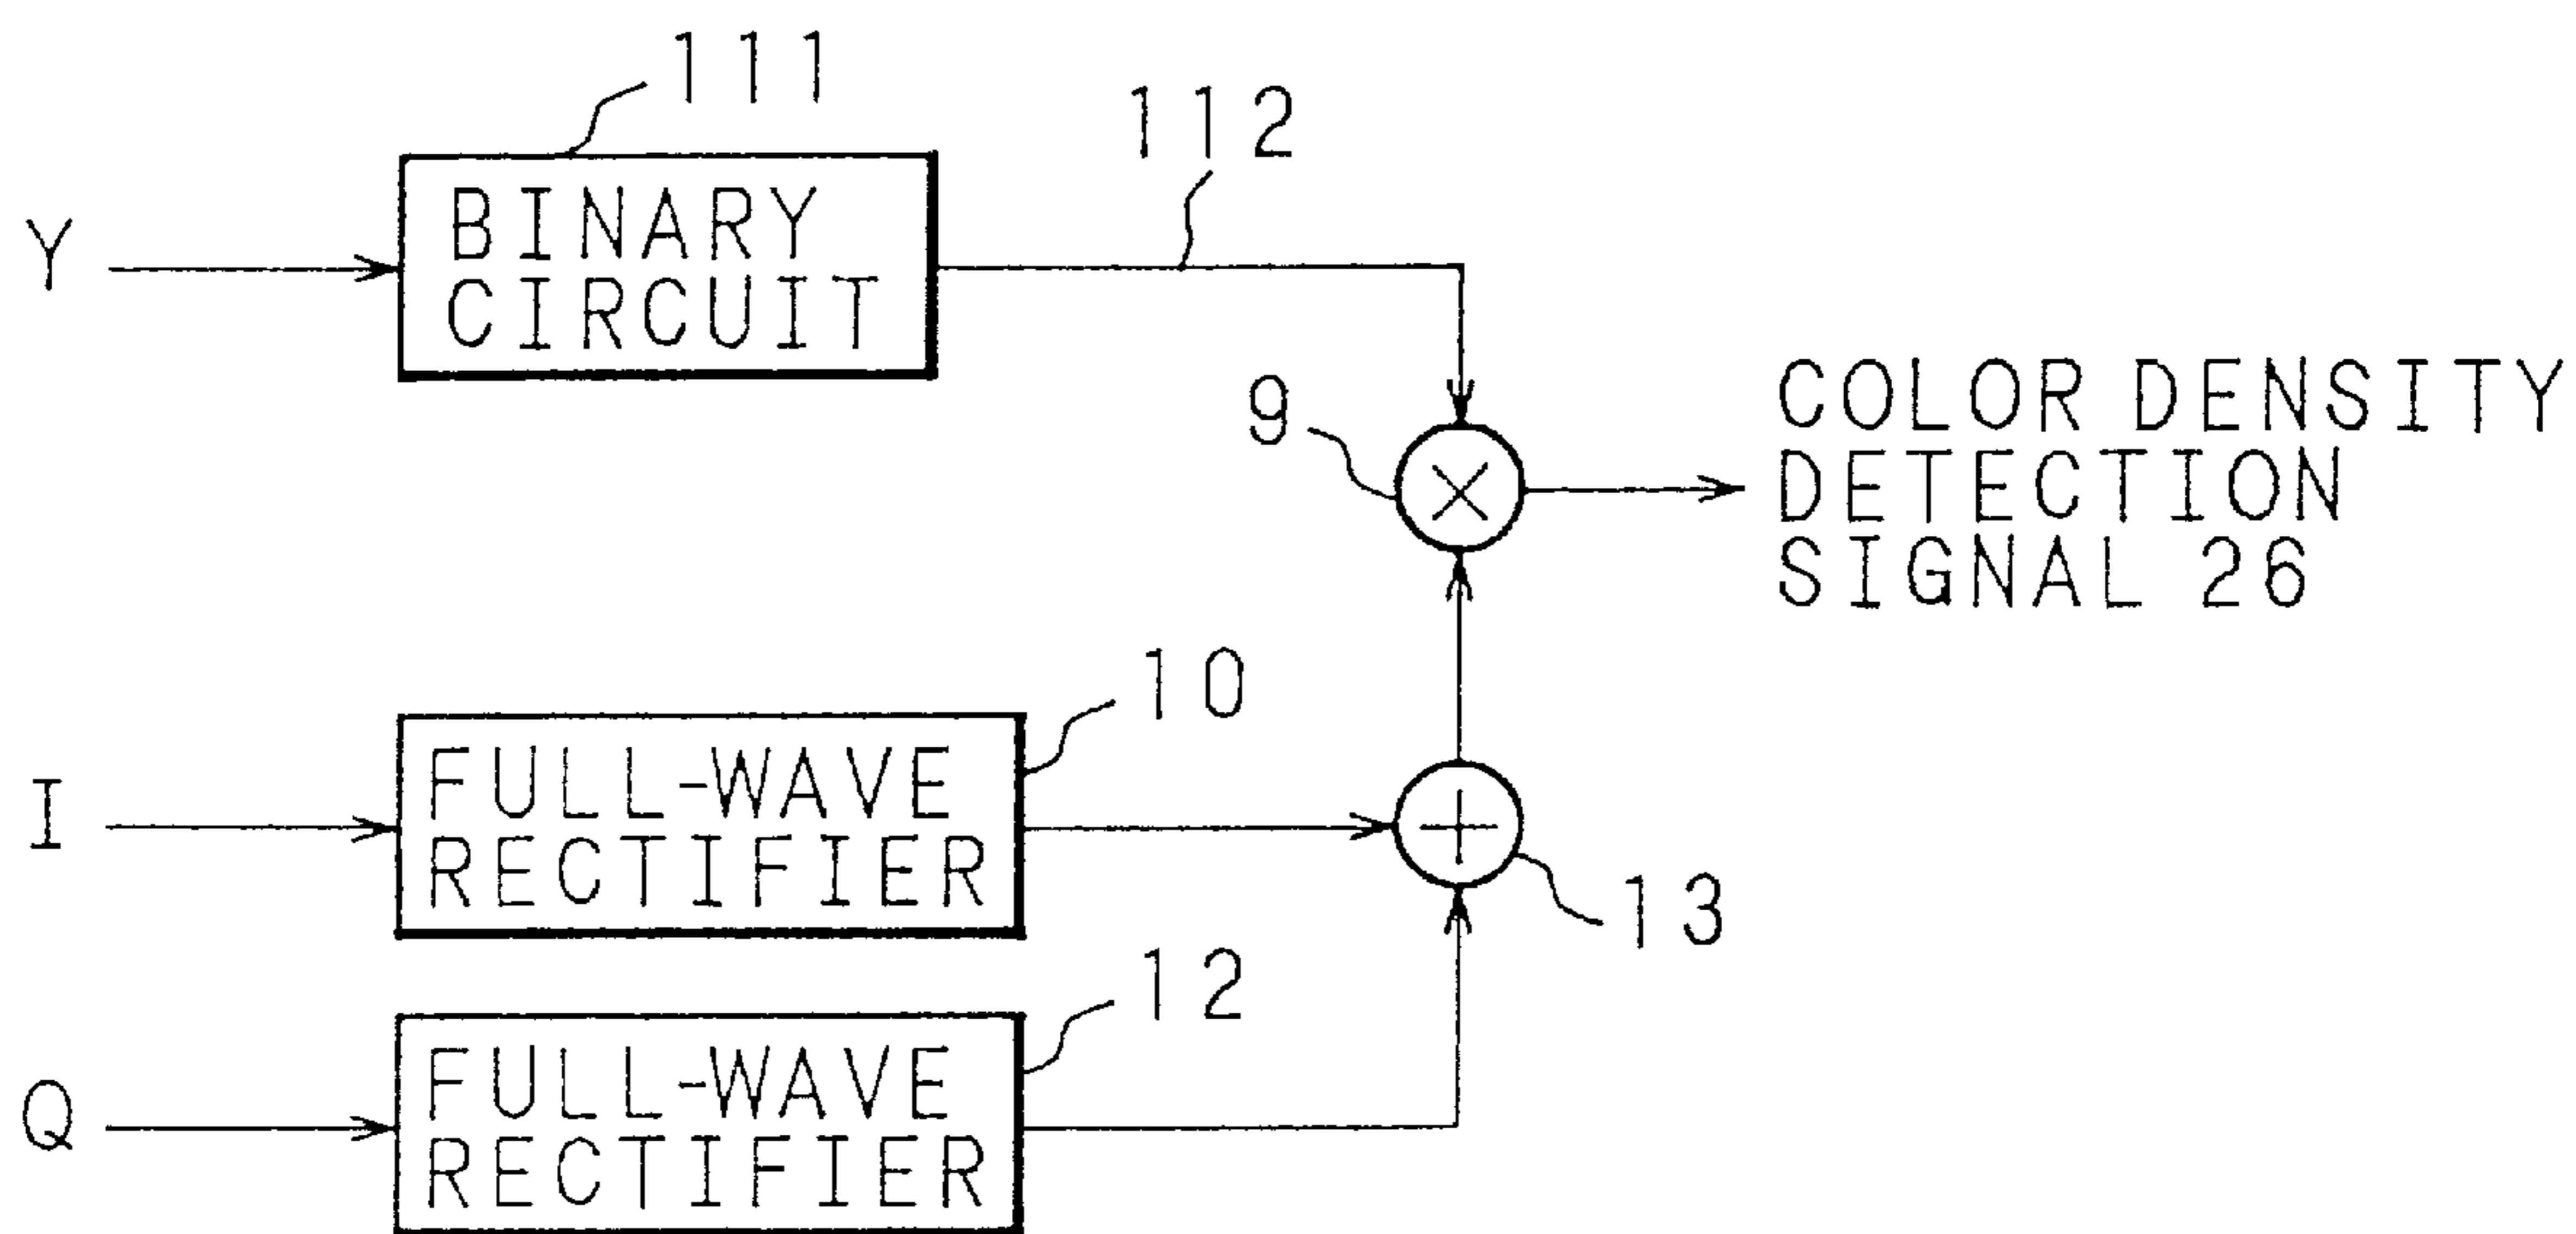 111
112
Y
BINARY
CIRCUIT
9
COLOR DENSITY
DETECTION
SIGNAL 26
10
I
FULL-WAVE
RECTIFIER
13
12
Q
FULL-WAVE
RECTIFIER